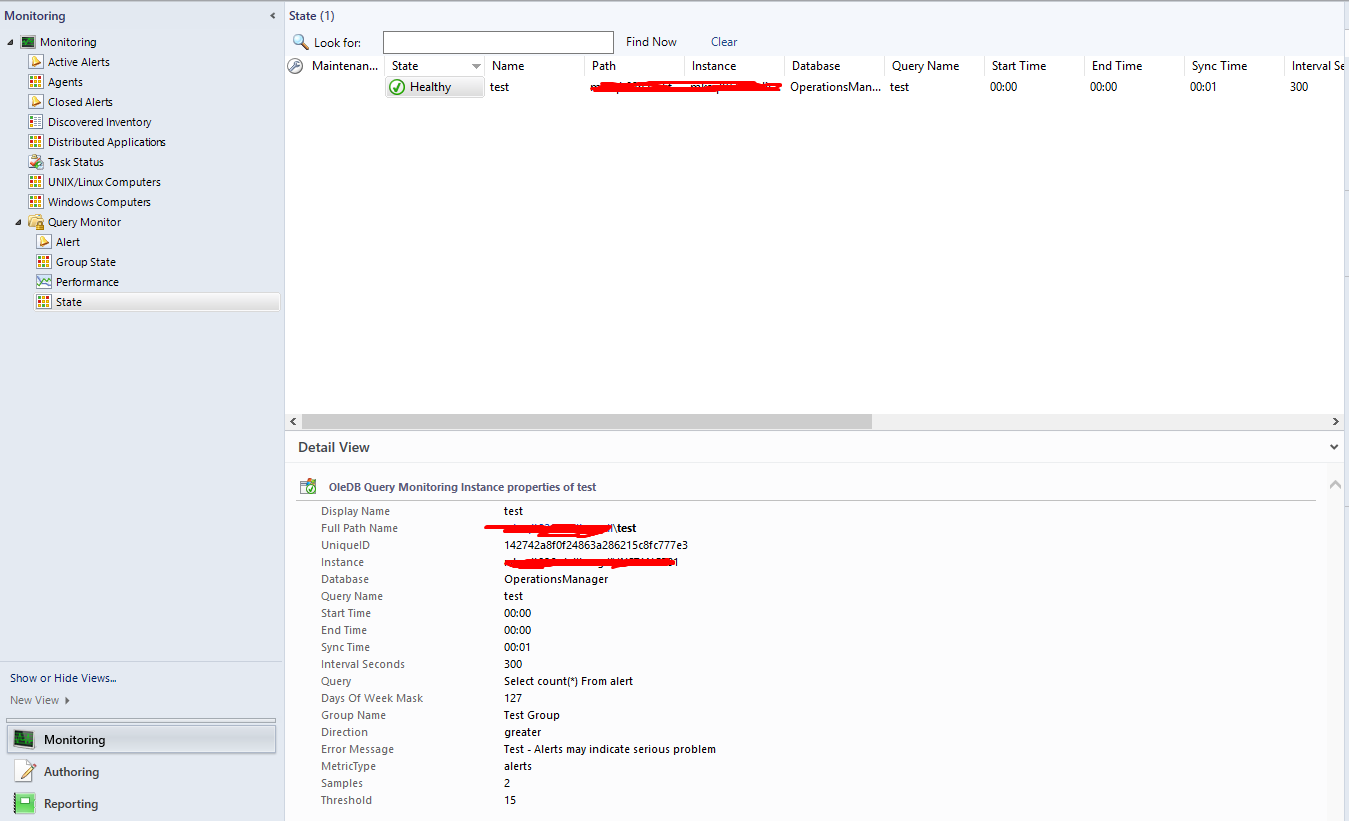 Monitoring
Monitoring
Active Alerts
Agents
Closed Alerts
Discovered Inventory
Distributed Applications
Task Status
UNIX/Linux Computers
Windows Computers
Query Monitor
Alert
Group State
Performance
State
Show or Hide Views...
New View
Monitoring
Authoring
Reporting
State (1)
Look for: Find Now Clear
Maintenan... State Name Path Instance Database Query Name Start Time End Time Sync Time Interval Se
Healthy test OperationsMan... test 00:00 00:00 00:01 300
Detail View
OleDB Query Monitoring Instance properties of test
Display Name test
Full Path Name \test
UniqueID 142742a8f0f24863a286215c8fc777e3
Instance
Database OperationsManager
Query Name test
Start Time 00:00
End Time 00:00
Sync Time 00:01
Interval Seconds 300
Query Select count(*) From alert
Days Of Week Mask 127
Group Name Test Group
Direction greater
Error Message Test - Alerts may indicate serious problem
MetricType alerts
Samples 2
Threshold 15